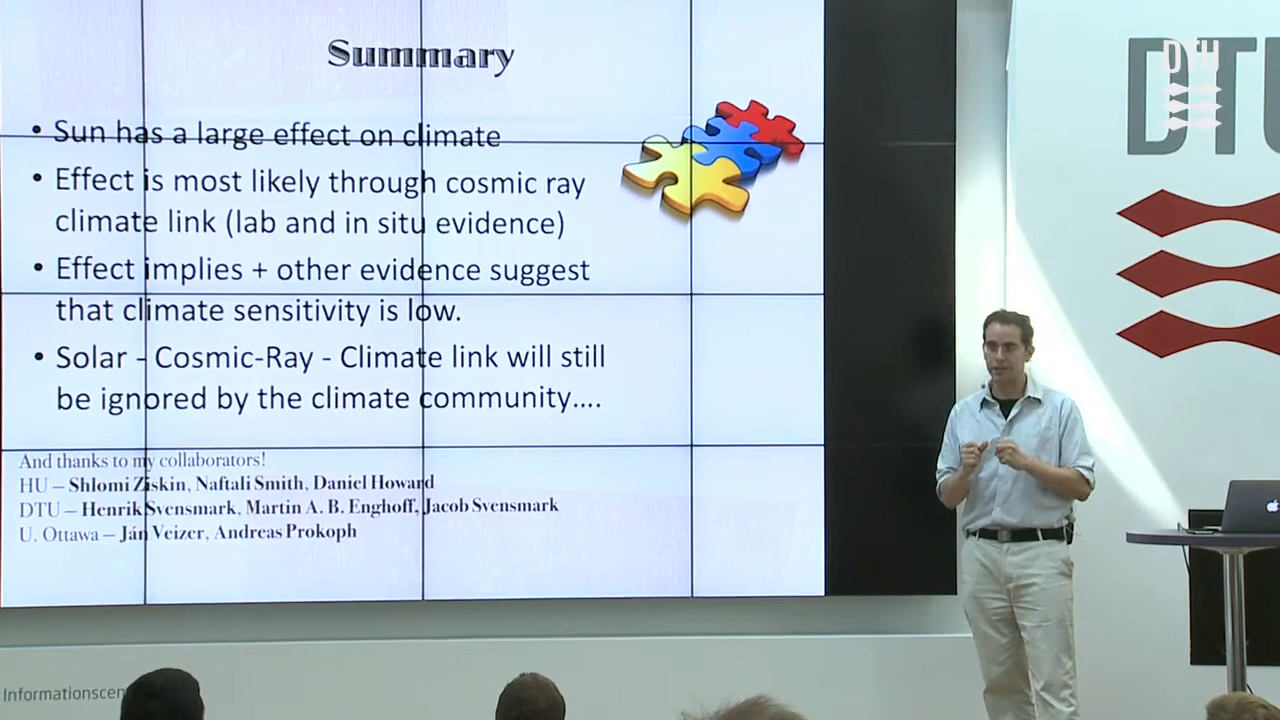 Summary
• Sun has a large effect on climate
• Effect is most likely through cosmic ray
climate link (lab and in situ evidence)
• Effect implies + other evidence suggest
that climate sensitivity is low.
• Solar - Cosmic-Ray - Climate link will still
be ignored by the climate community....
And thanks to my collaborators!
HU – Shlomi Ziskin, Naftali Smith, Daniel Howard
DTU – Henrik Svensmark, Martin A. B. Enghoff, Jacob Svensmark
U. Ottawa – Ján Veizer, Andreas Prokoph
DTU
DTU
Informationscen